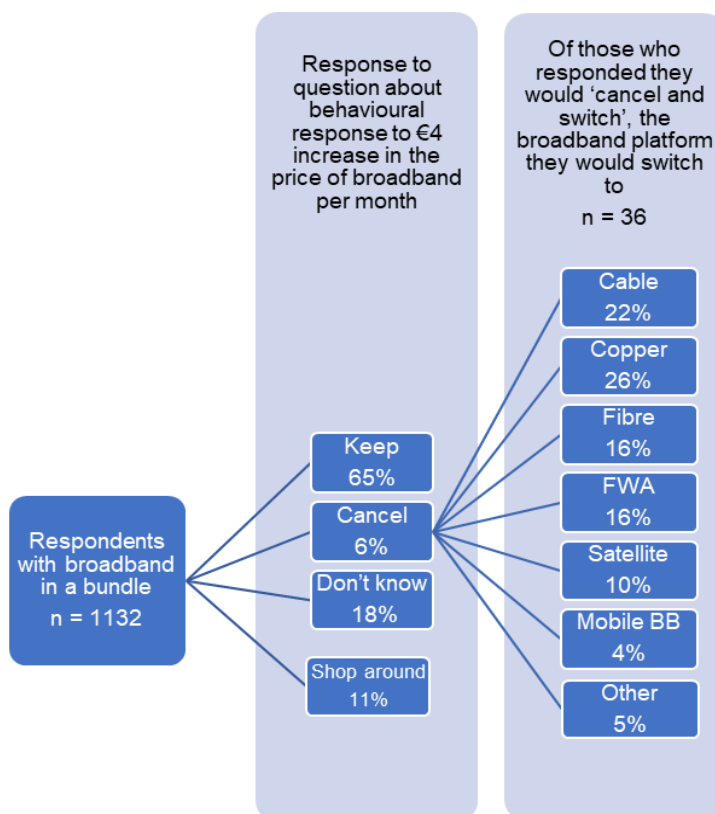 Respondents
with broadband
in a bundle
n = 1132
Response to
question about
behavioural
response to €4
increase in the
price of broadband
per month
Keep
65%
Cancel
6%
Don’t know
18%
Shop around
11%
Of those who
responded they
would ‘cancel and
switch’, the
broadband platform
they would switch
to
n = 36
Cable
22%
Copper
26%
Fibre
16%
FWA
16%
Satellite
10%
Mobile BB
4%
Other
5%